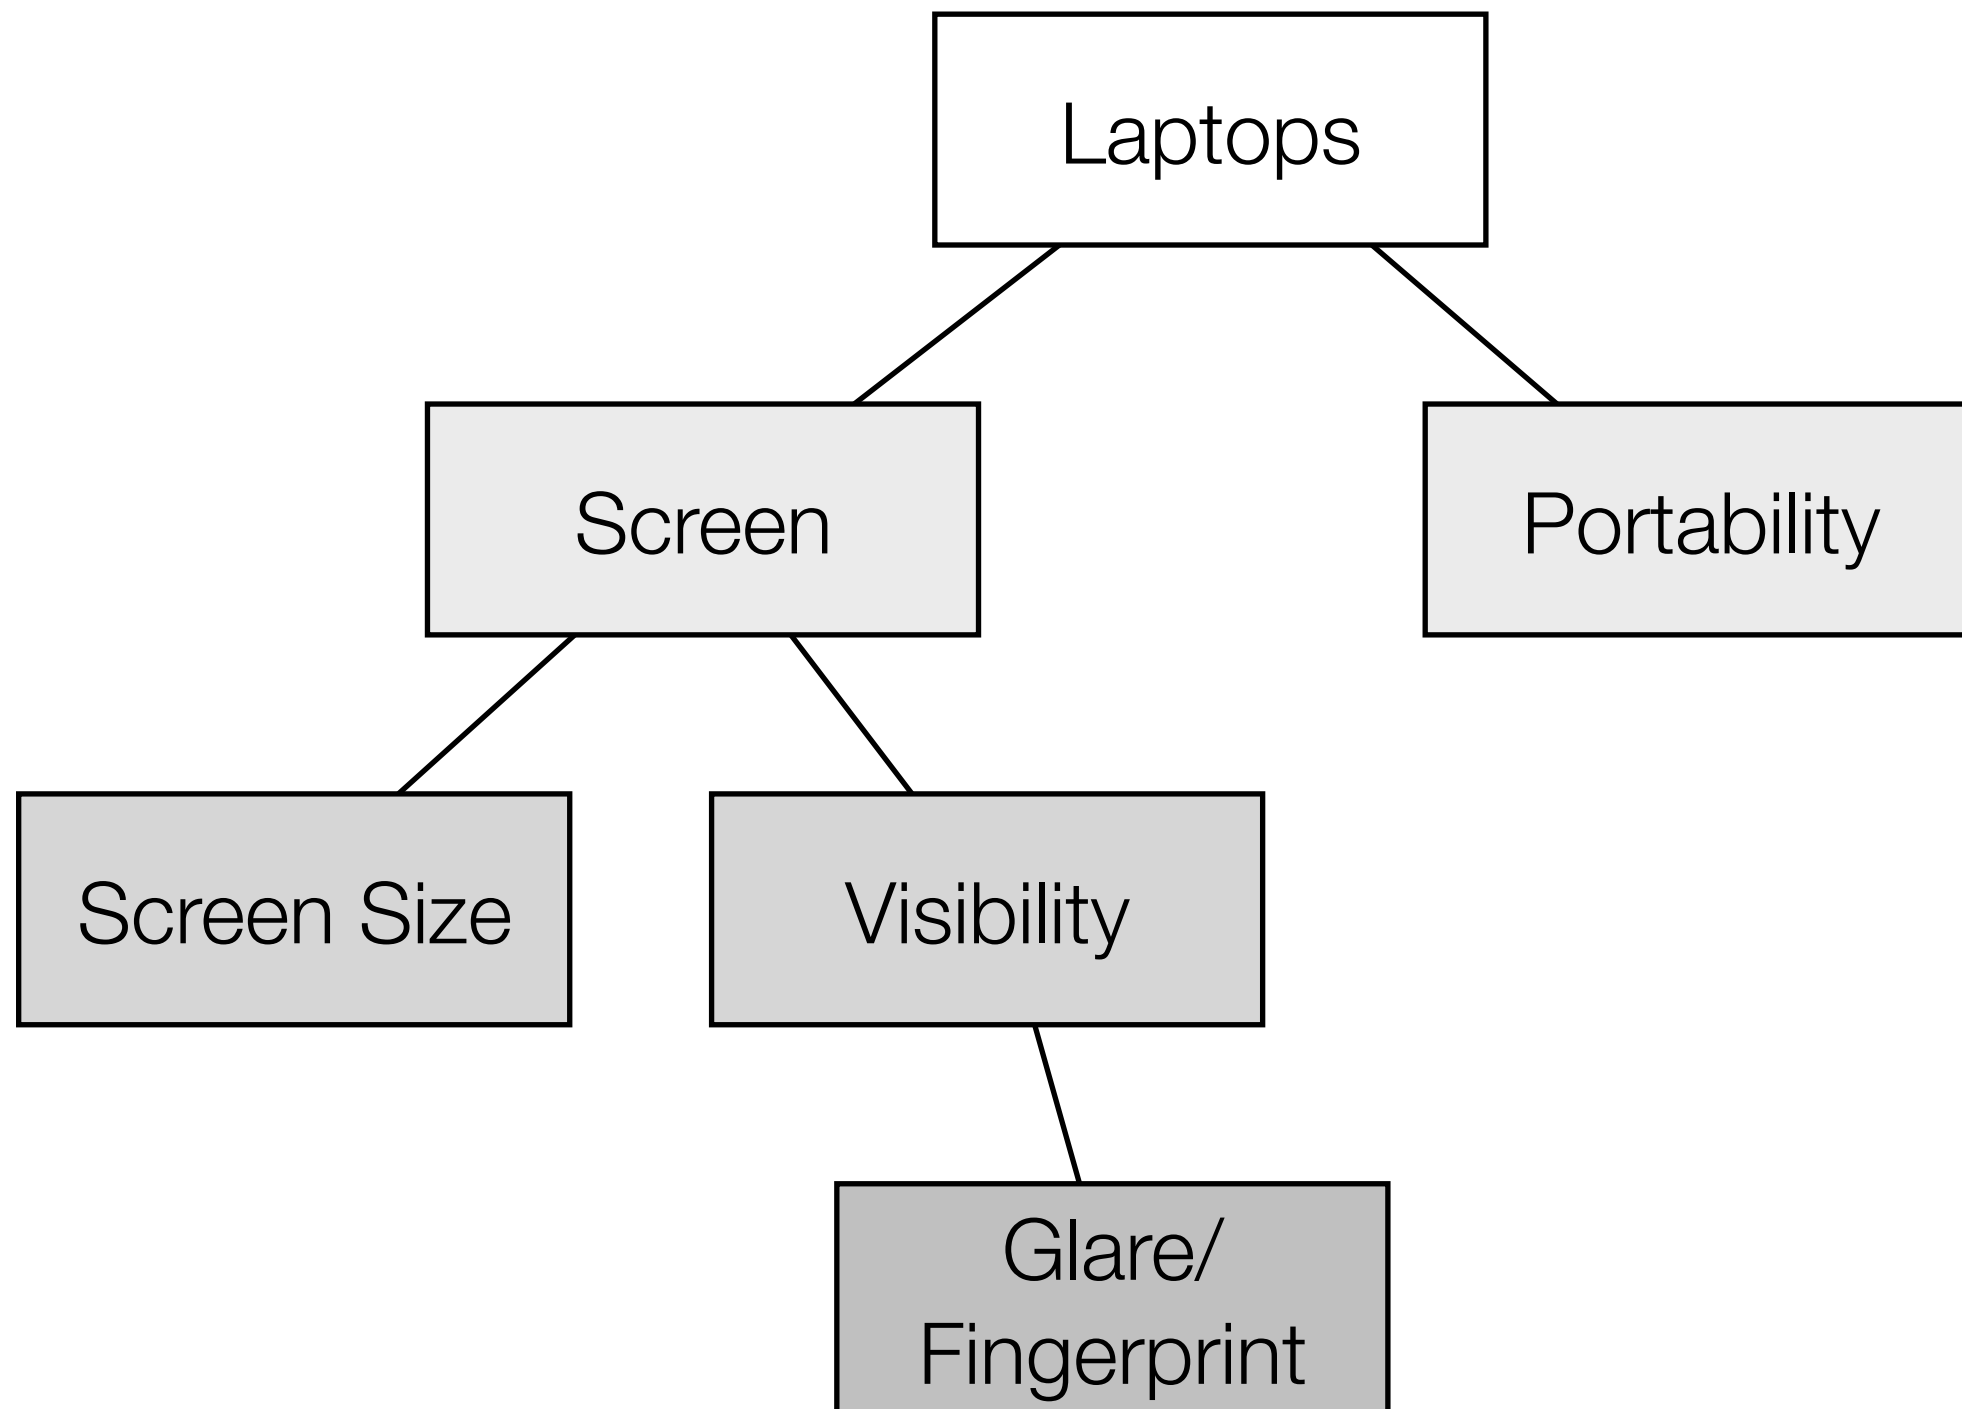 Laptops
Screen
Portability
Screen Size
Visibility
Glare/
Fingerprint